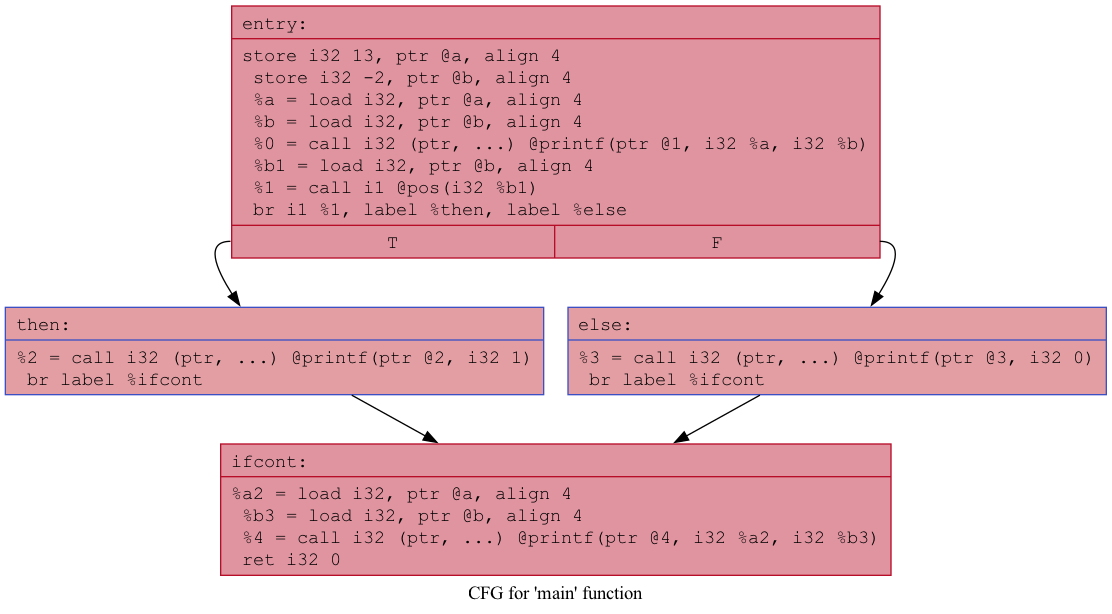 entry:
store i32 13, ptr @a, align 4
store i32 -2, ptr @b, align 4
%a = load i32, ptr @a, align 4
%b = load i32, ptr @b, align 4
%0 = call i32 (ptr, ...) @printf(ptr @1, i32 %a, i32 %b)
%b1 = load i32, ptr @b, align 4
%1 = call i1 @pos(i32 %b1)
br i1 %1, label %then, label %else
T
F
then:
%2 = call i32 (ptr, ...) @printf(ptr @2, i32 1)
br label %ifcont
else:
%3 = call i32 (ptr, ...) @printf(ptr @3, i32 0)
br label %ifcont
ifcont:
%a2 = load i32, ptr @a, align 4
%b3 = load i32, ptr @b, align 4
%4 = call i32 (ptr, ...) @printf(ptr @4, i32 %a2, i32 %b3)
ret i32 0
CFG for 'main' function